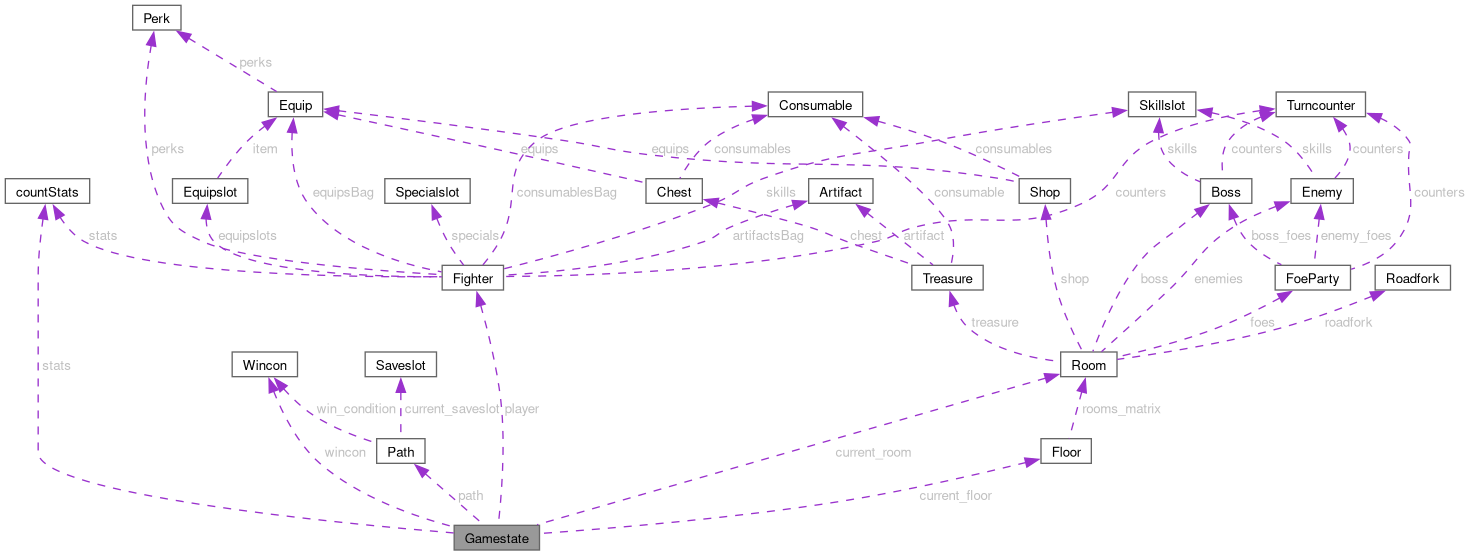 Perk
perks
Equip
Consumable
Skillslot
Turncounter
perks
item
equips
equips
consumables
consumables
skills
counters
skills
counters
countStats
Equipslot
equipsBag
Specialslot
consumablesBag
Chest
skills
Artifact
consumable
Shop
counters
Boss
Enemy
counters
stats
equipslots
specials
artifactsBag
chest
artifact
boss_foes
enemy_foes
Fighter
Treasure
shop
boss
enemies
FoeParty
Roadfork
treasure
foes
roadfork
stats
Wincon
Saveslot
Room
win_condition
current_saveslot
player
rooms_matrix
wincon
Path
current_room
Floor
path
current_floor
Gamestate